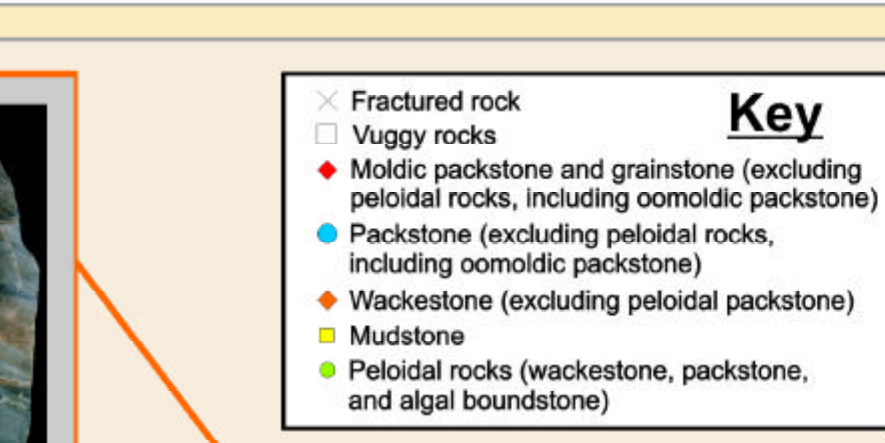 Key
Fractured rock
Vuggy rocks
Moldic packstone and grainstone (excluding
peloidal rocks, including oomoldic packstone)
Packstone (excluding peloidal rocks,
including oomoldic packstone)
Wackestone (excluding peloidal packstone)
Mudstone
Peloidal rocks (wackestone, packstone,
and algal boundstone)